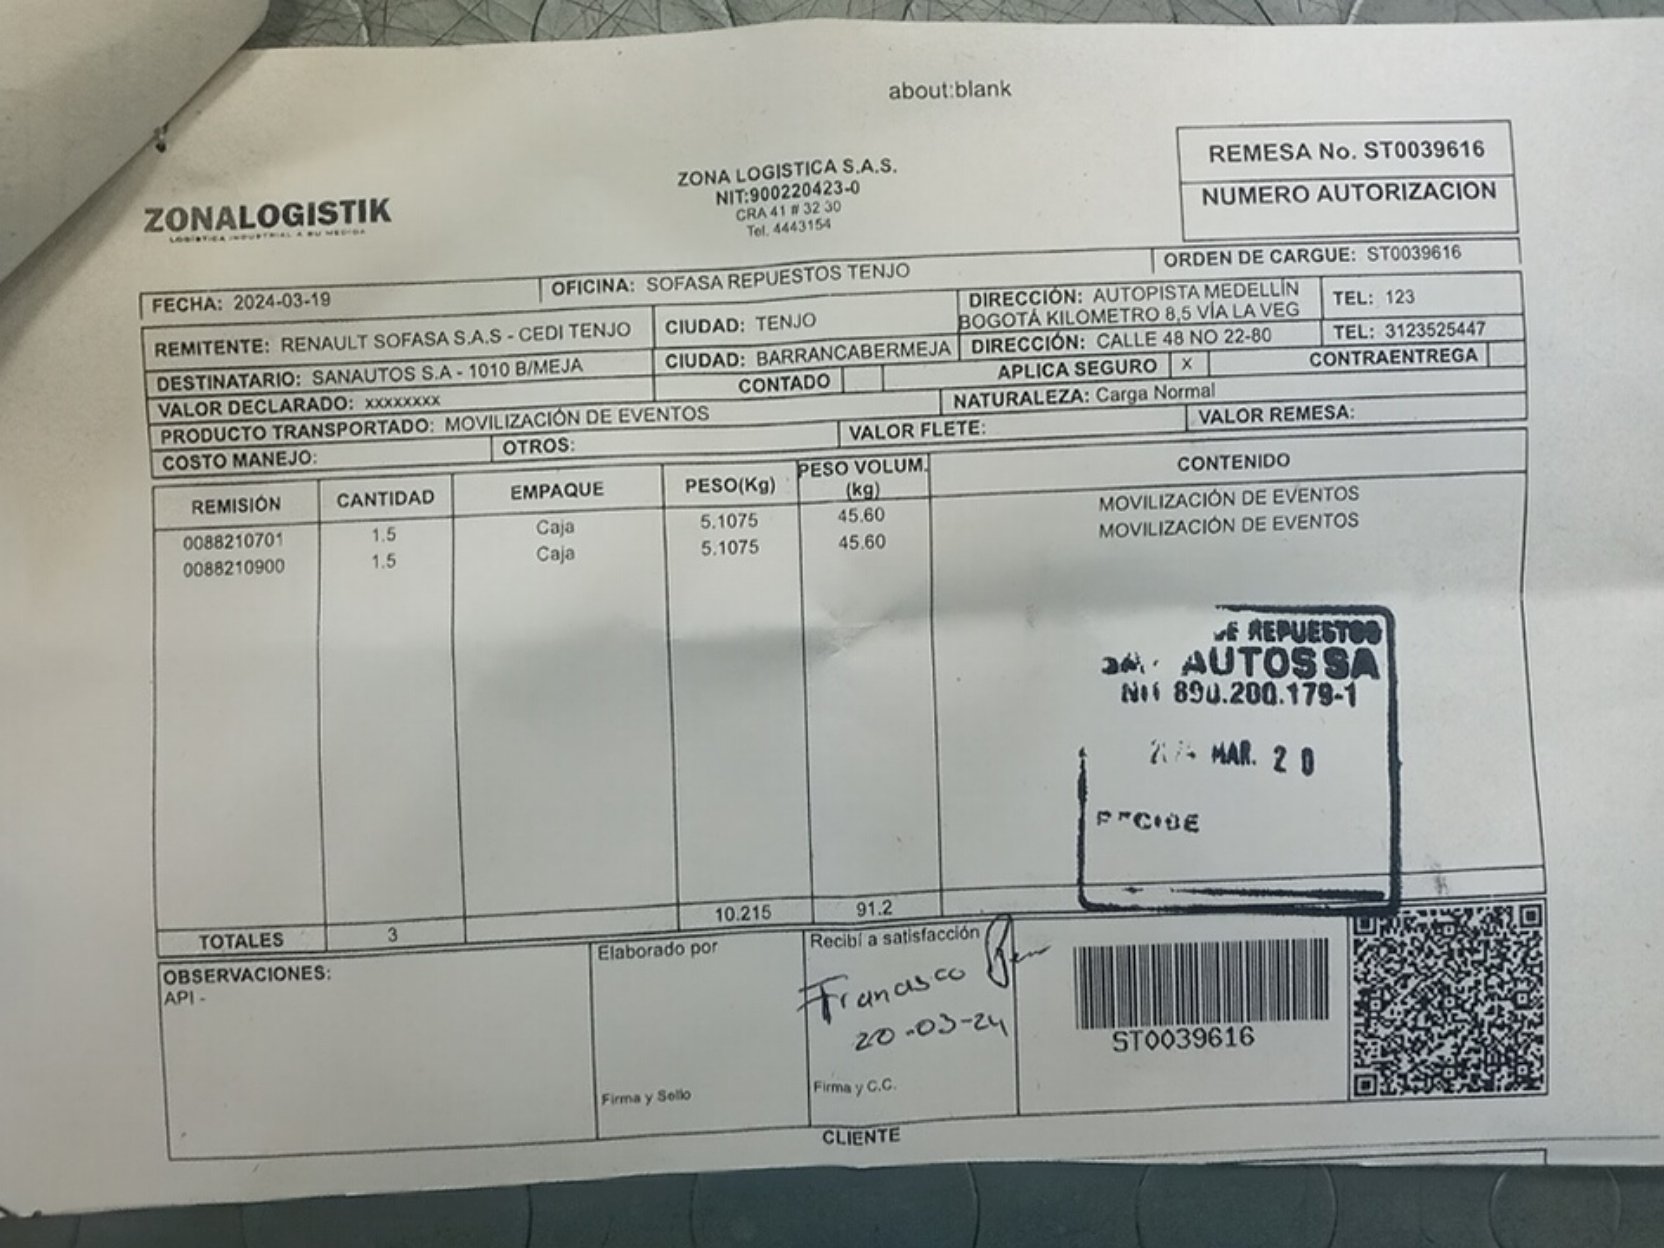 about:blank
REMESA No. ST0039616
NUMERO AUTORIZACION
ZONA LOGISTICA S.A.S.
NIT:900220423-0
CRA 41 # 32 30
Tel. 4443154
ZONALOGISTIK
LOGÍSTICA INDUSTRIAL A SU MEDIDA
ORDEN DE CARGUE: ST0039616
FECHA: 2024-03-19 OFICINA: SOFASA REPUESTOS TENJO
REMITENTE: RENAULT SOFASA S.A.S - CEDI TENJO CIUDAD: TENJO DIRECCIÓN: AUTOPISTA MEDELLÍN TEL: 123
BOGOTÁ KILOMETRO 8,5 VÍA LA VEG
DESTINATARIO: SANAUTOS S.A - 1010 B/MEJA CIUDAD: BARRANCABERMEJA DIRECCIÓN: CALLE 48 NO 22-80 TEL: 3123525447
VALOR DECLARADO: xxxxxxxx CONTADO APLICA SEGURO X CONTRAENTREGA
PRODUCTO TRANSPORTADO: MOVILIZACIÓN DE EVENTOS NATURALEZA: Carga Normal
COSTO MANEJO: OTROS: VALOR FLETE: VALOR REMESA:
REMISIÓN CANTIDAD EMPAQUE PESO(Kg) PESO VOLUM. (kg) CONTENIDO
0088210701 1.5 Caja 5.1075 45.60 MOVILIZACIÓN DE EVENTOS
0088210900 1.5 Caja 5.1075 45.60 MOVILIZACIÓN DE EVENTOS
REPUESTOS
AUTOS SA
890.200.179-1
MAR. 20
TOTALES 3 10.215 91.2
OBSERVACIONES:
API -
Elaborado por
Firma y Sello
Recibí a satisfacción
Francisco
20-03-24
Firma y C.C.
ST0039616
CLIENTE